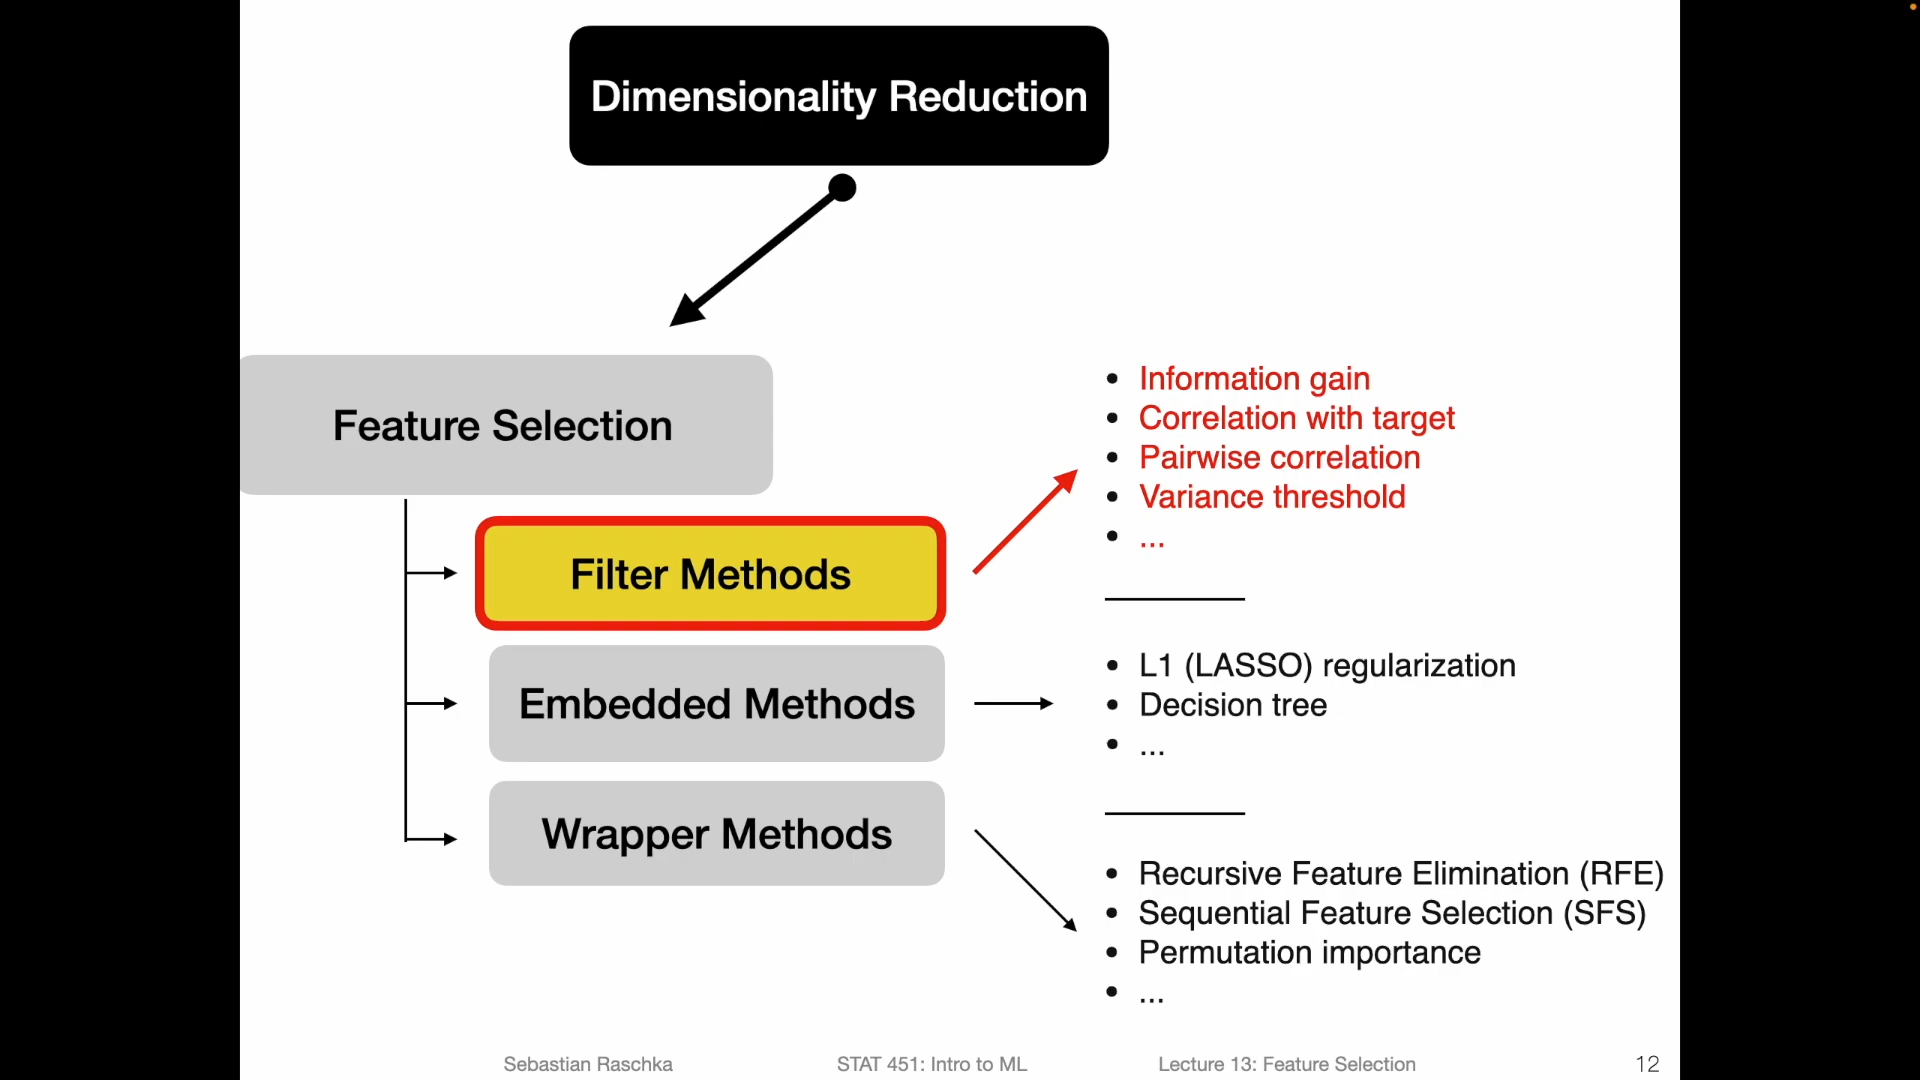 Dimensionality Reduction
Feature Selection
Filter Methods
• Information gain
• Correlation with target
• Pairwise correlation
• Variance threshold
• ...
Embedded Methods
• L1 (LASSO) regularization
• Decision tree
• ...
Wrapper Methods
• Recursive Feature Elimination (RFE)
• Sequential Feature Selection (SFS)
• Permutation importance
• ...
Sebastian Raschka
STAT 451: Intro to ML
Lecture 13: Feature Selection
12